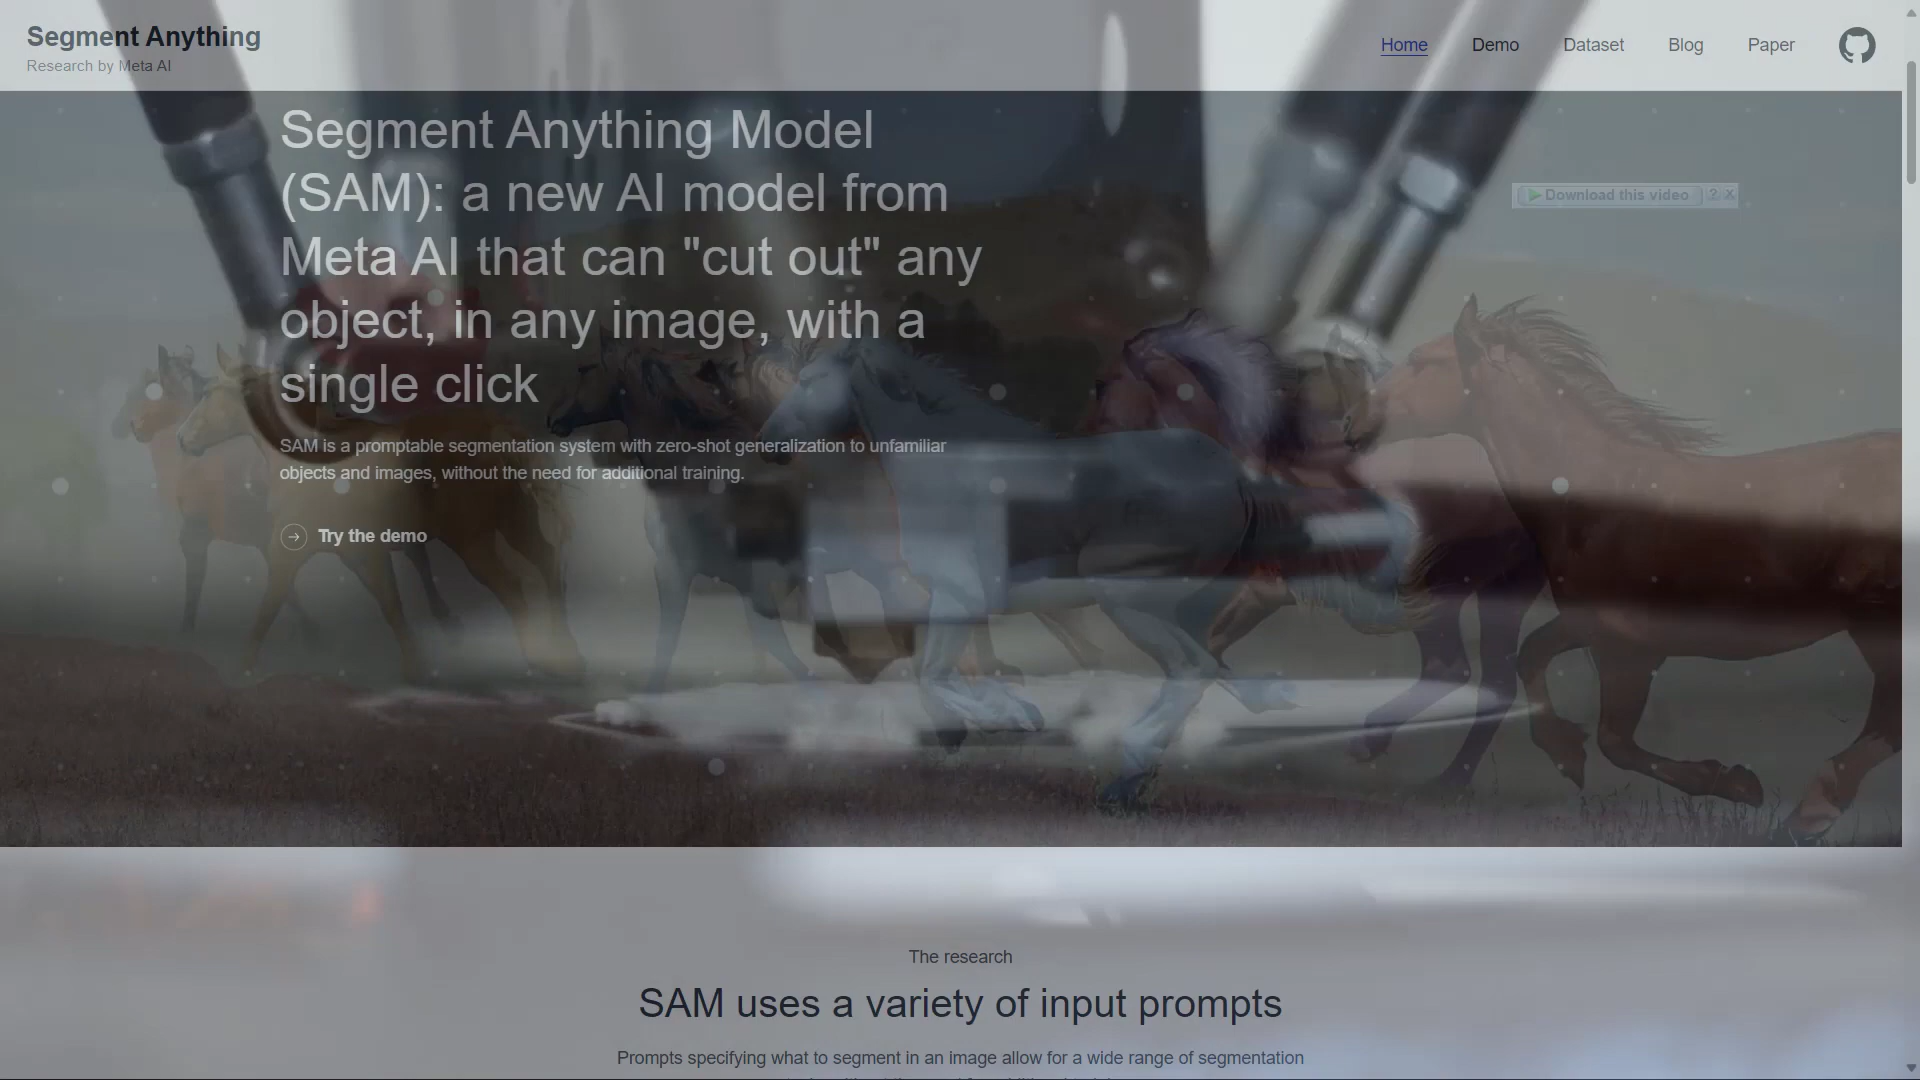 Segment Anything
Research by Meta AI
Home
Demo
Dataset
Blog
Paper
Segment Anything Model
(SAM): a new AI model from
Meta AI that can "cut out" any
object, in any image, with a
single click
Download this video
?
X
SAM is a promptable segmentation system with zero-shot generalization to unfamiliar
objects and images, without the need for additional training.
Try the demo
The research
SAM uses a variety of input prompts
Prompts specifying what to segment in an image allow for a wide range of segmentation